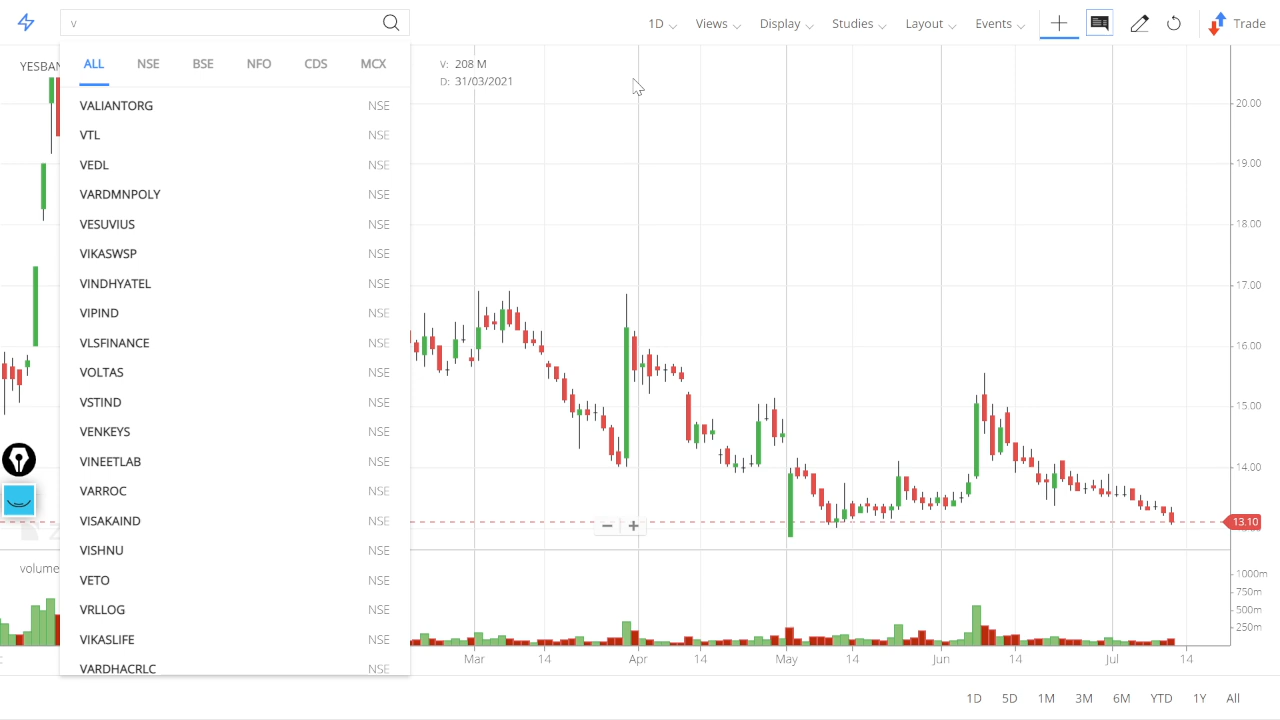 v
1D Views Display Studies Layout Events Trade
YESBAN
ALL NSE BSE NFO CDS MCX
V: 208 M
D: 31/03/2021
VALIANTORG NSE
VTL NSE
VEDL NSE
VARDMNPOLY NSE
VESUVIUS NSE
VIKASWSP NSE
VINDHYATEL NSE
VIPIND NSE
VLSFINANCE NSE
VOLTAS NSE
VSTIND NSE
VENKEYS NSE
VINEETLAB NSE
VARROC NSE
VISAKAIND NSE
VISHNU NSE
VETO NSE
VRLLOG NSE
VIKASLIFE NSE
VARDHACRLC NSE
20.00
19.00
18.00
17.00
16.00
15.00
14.00
13.10
volume
1000m
750m
500m
250m
Mar 14 Apr 14 May 14 Jun 14 Jul 14
1D 5D 1M 3M 6M YTD 1Y All